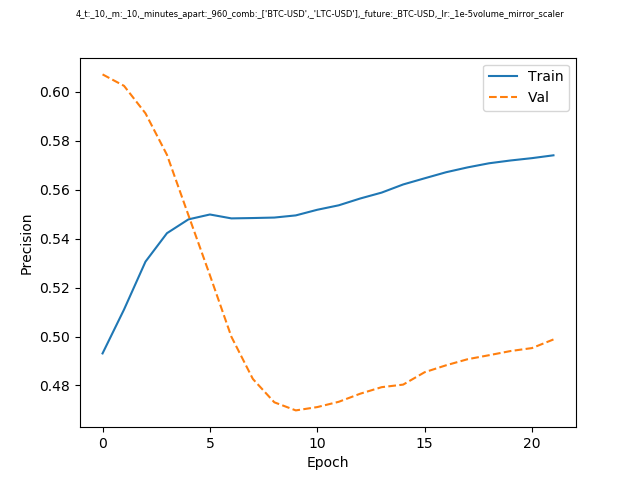 4_t:_10,_m:_10,_minutes_apart:_960_comb:_['BTC-USD',_'LTC-USD'],_future:_BTC-USD,_lr:_1e-5volume_mirror_scaler
Train
Val
0.60
0.58
0.56
0.54
0.52
0.50
0.48
Precision
0 5 10 15 20
Epoch